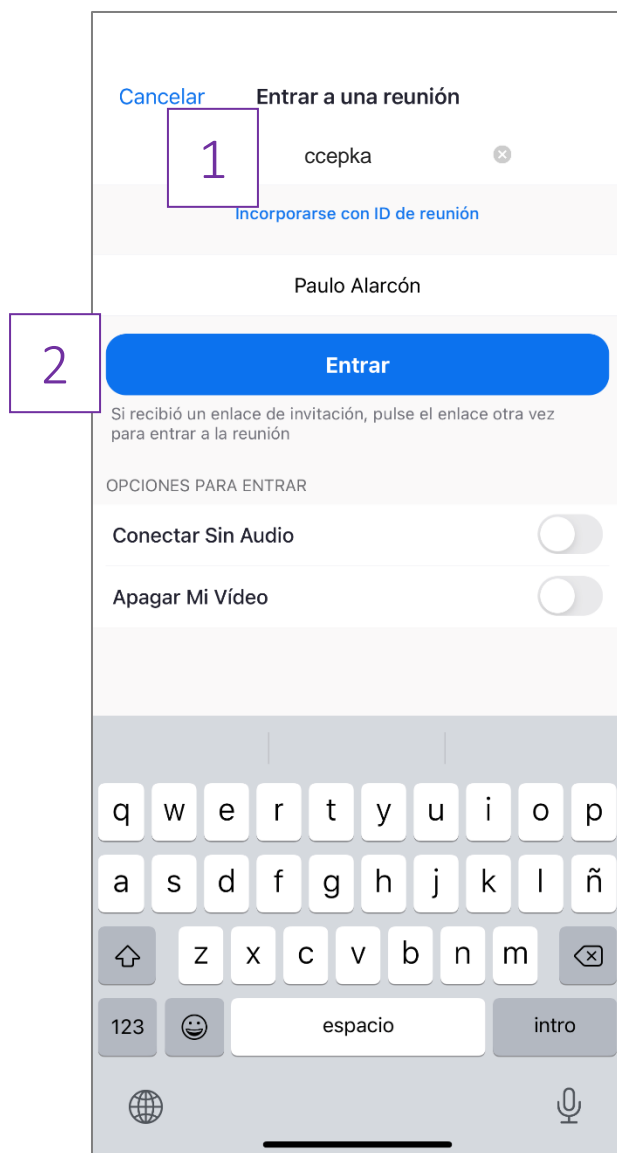 Cancelar Entrar a una reunión
1 ccepka
Incorporarse con ID de reunión
Paulo Alarcón
2 Entrar
Si recibió un enlace de invitación, pulse el enlace otra vez
para entrar a la reunión
OPCIONES PARA ENTRAR
Conectar Sin Audio
Apagar Mi Vídeo
q w e r t y u i o p
a s d f g h j k l ñ
z x c v b n m
123 espacio intro